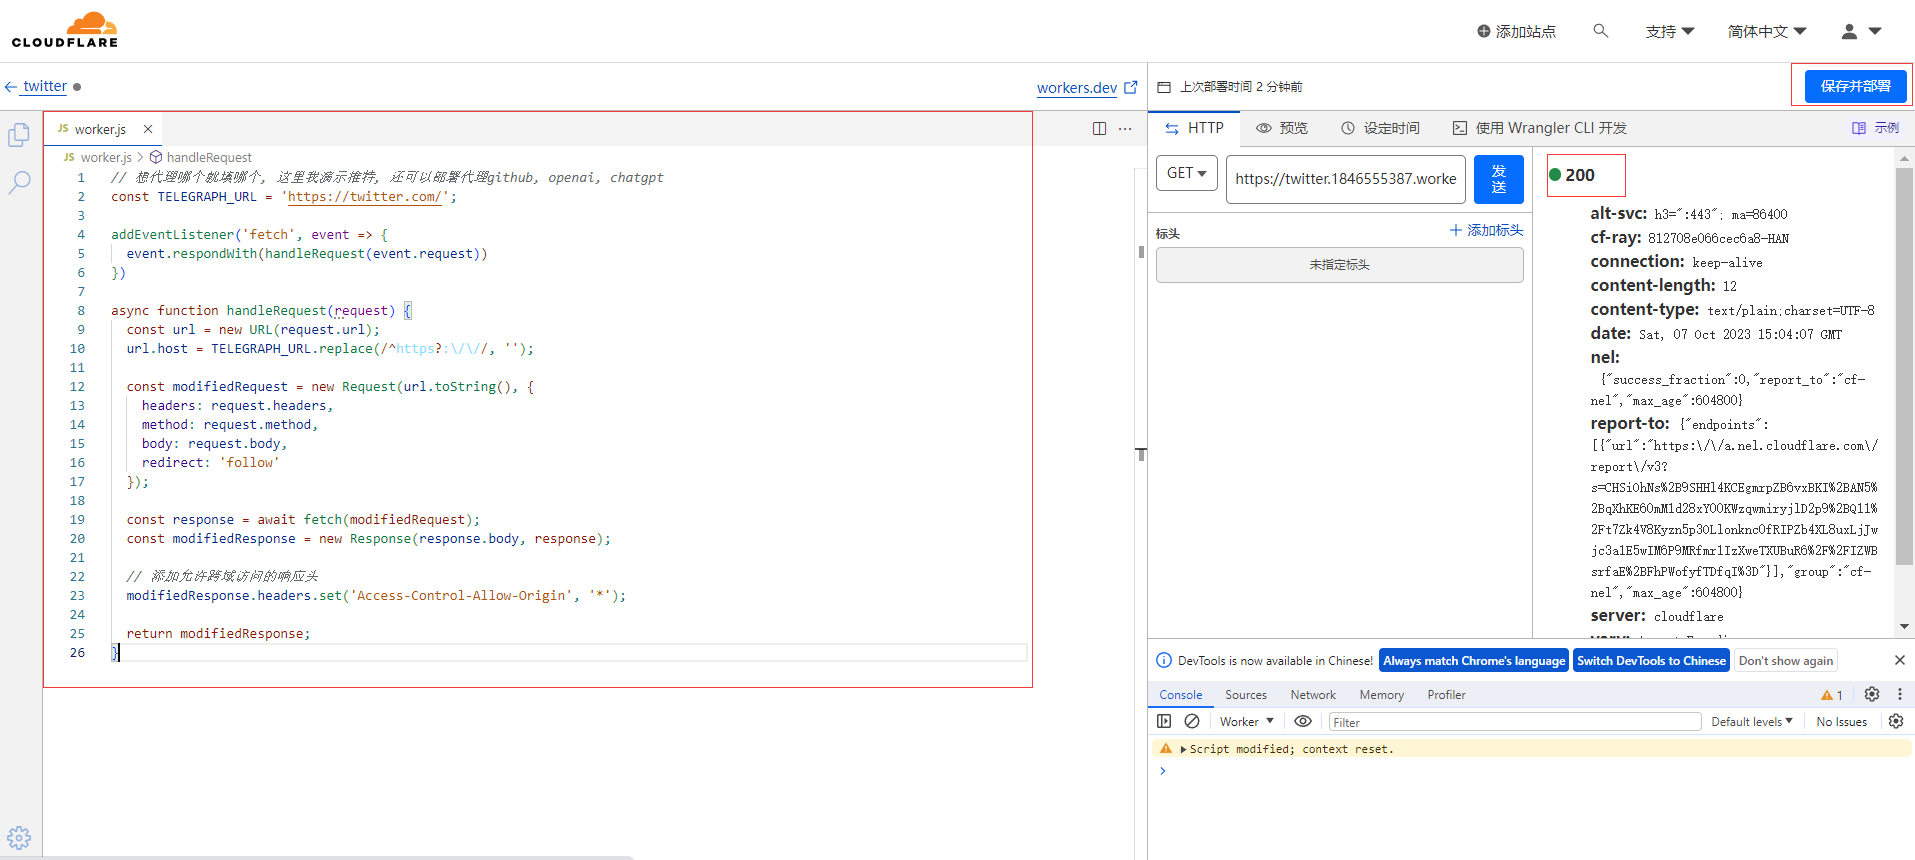 CLOUDFLARE
添加站点
支持
简体中文
twitter
workers.dev
上次部署时间 2 分钟前
保存并部署
JS worker.js
HTTP
预览
设定时间
使用 Wrangler CLI 开发
示例
JS worker.js > handleRequest
1 // 想代理哪个就填哪个, 这里我演示推荐, 还可以部署代理github, openai, chatgpt
2 const TELEGRAPH_URL = 'https://twitter.com/';
3
4 addEventListener('fetch', event => {
5 event.respondWith(handleRequest(event.request))
6 })
7
8 async function handleRequest(request) {
9 const url = new URL(request.url);
10 url.host = TELEGRAPH_URL.replace(/^https?:\/\//, '');
11
12 const modifiedRequest = new Request(url.toString(), {
13 headers: request.headers,
14 method: request.method,
15 body: request.body,
16 redirect: 'follow'
17 });
18
19 const response = await fetch(modifiedRequest);
20 const modifiedResponse = new Response(response.body, response);
21
22 // 添加允许跨域访问的响应头
23 modifiedResponse.headers.set('Access-Control-Allow-Origin', '*');
24
25 return modifiedResponse;
26 }
GET
https://twitter.1846555387.worke
发送
标头
添加标头
未指定标头
200
alt-svc: h3=":443"; ma=86400
cf-ray: 812708e066cec6a8-HAN
connection: keep-alive
content-length: 12
content-type: text/plain;charset=UTF-8
date: Sat, 07 Oct 2023 15:04:07 GMT
nel:
{"success_fraction":0,"report_to":"cf-
nel","max_age":604800}
report-to: {"endpoints":
[{"url":"https:\/\/a.nel.cloudflare.com\/
report\/v3?
srfaE%2BFhPWofyfTDfqI%3D"}],"group":"cf-
nel","max_age":604800}
server: cloudflare
DevTools is now available in Chinese!
Always match Chrome's language
Switch DevTools to Chinese
Don't show again
Console
Sources
Network
Memory
Profiler
1
Worker
Filter
Default levels
No Issues
Script modified; context reset.